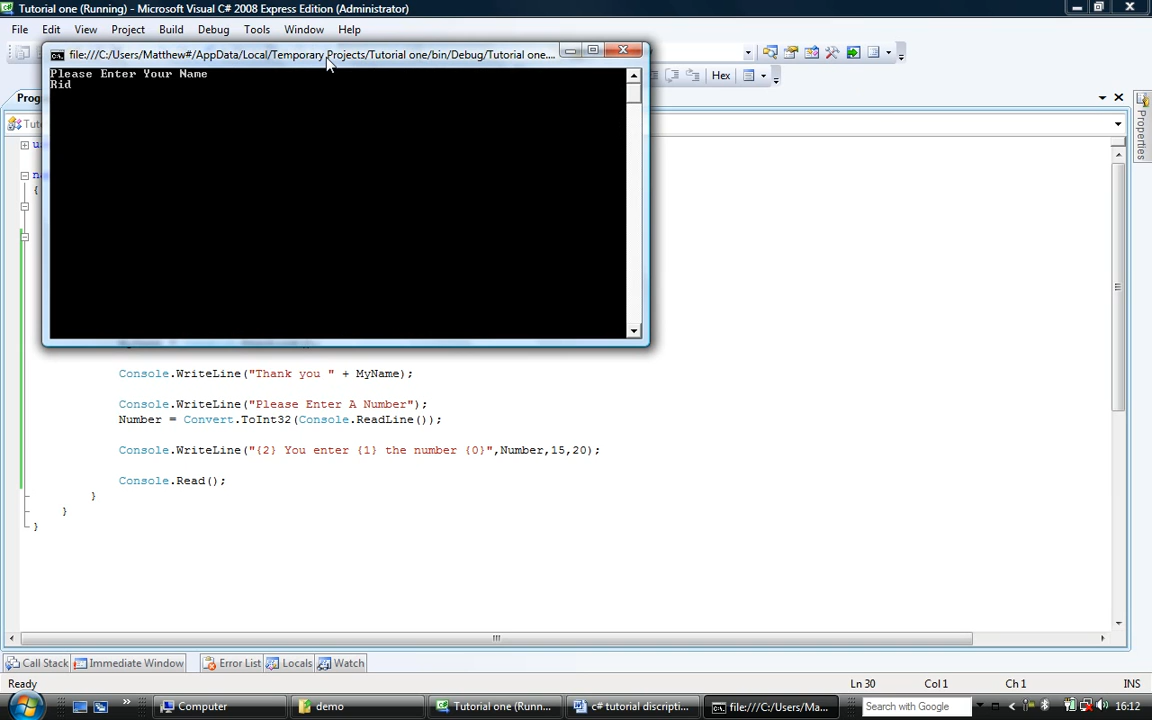 Tutorial one (Running) - Microsoft Visual C# 2008 Express Edition (Administrator)
File Edit View Project Build Debug Tools Window Help
file:///C:/Users/Matthew#/AppData/Local/Temporary Projects/Tutorial one/bin/Debug/Tutorial one....
Hex
Please Enter Your Name
Rid
Prog
Tut
Properties
u
n
{
Console.WriteLine("Thank you " + MyName);
Console.WriteLine("Please Enter A Number");
Number = Convert.ToInt32(Console.ReadLine());
Console.WriteLine("{2} You enter {1} the number {0}",Number,15,20);
Console.Read();
}
}
}
Call Stack Immediate Window Error List Locals Watch
Ready Ln 30 Col 1 Ch 1 INS
Computer demo Tutorial one (Runn... c# tutorial discripti... file:///C:/Users/Ma... Search with Google 16:12